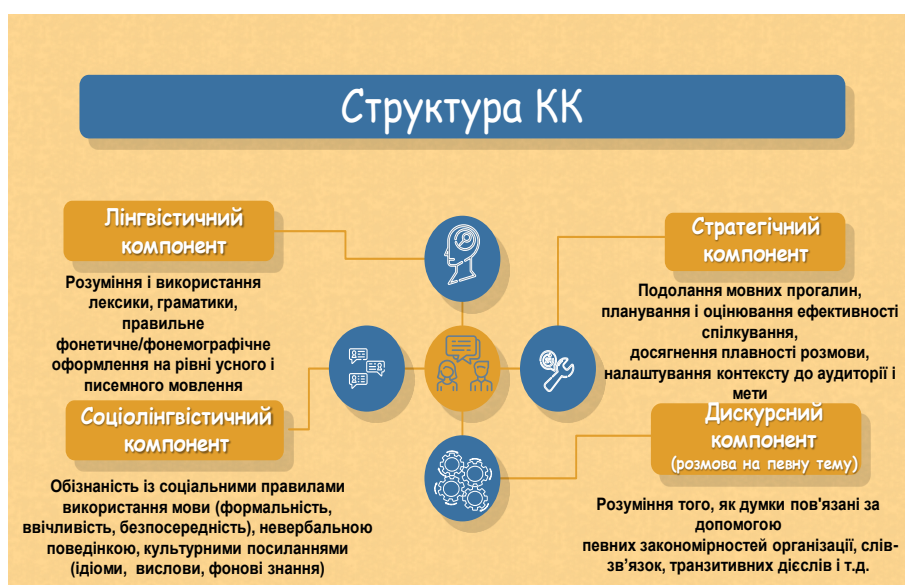 Структура КК
Лінгвістичний
компонент
Розуміння і використання
лексики, граматики,
правильне
фонетичне/фонемографічне
оформлення на рівні усного і
писемного мовлення
Соціолінгвістичний
компонент
Обізнаність із соціальними правилами
використання мови (формальність,
ввічливість, безпосередність), невербальною
поведінкою, культурними посиланнями
(ідіоми, вислови, фонові знання)
Стратегічний
компонент
Подолання мовних прогалин,
планування і оцінювання ефективності
спілкування,
досягнення плавності розмови,
налаштування контексту до аудиторії і
мети
Дискурсний
компонент
(розмова на певну тему)
Розуміння того, як думки пов'язані за
допомогою
певних закономірностей організації, слів-
зв'язок, транзитивних дієслів і т.д.